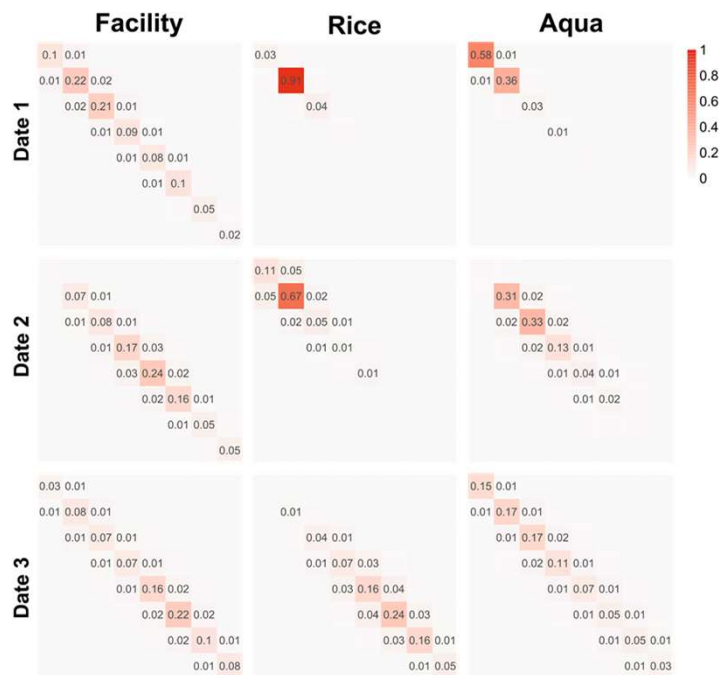 Facility Rice Aqua
Date 1
0.1 0.01 0.03 0.58 0.01 1
0.01 0.22 0.02 0.91 0.01 0.36 0.8
0.02 0.21 0.01 0.04 0.03 0.6
0.01 0.09 0.01 0.01 0.4
0.01 0.08 0.01 0.2
0.01 0.1 0
0.05
0.02
Date 2
0.11 0.05
0.07 0.01 0.05 0.67 0.02 0.31 0.02
0.01 0.08 0.01 0.02 0.05 0.01 0.02 0.33 0.02
0.01 0.17 0.03 0.01 0.01 0.02 0.13 0.01
0.03 0.24 0.02 0.01 0.01 0.04 0.01
0.02 0.16 0.01 0.01 0.02
0.01 0.05
0.05
Date 3
0.03 0.01 0.15 0.01
0.01 0.08 0.01 0.01 0.01 0.17 0.01
0.01 0.07 0.01 0.04 0.01 0.01 0.17 0.02
0.01 0.07 0.01 0.01 0.07 0.03 0.02 0.11 0.01
0.01 0.16 0.02 0.03 0.16 0.04 0.01 0.07 0.01
0.02 0.22 0.02 0.04 0.24 0.03 0.01 0.05 0.01
0.02 0.1 0.01 0.03 0.16 0.01 0.01 0.05 0.01
0.01 0.08 0.01 0.05 0.01 0.03